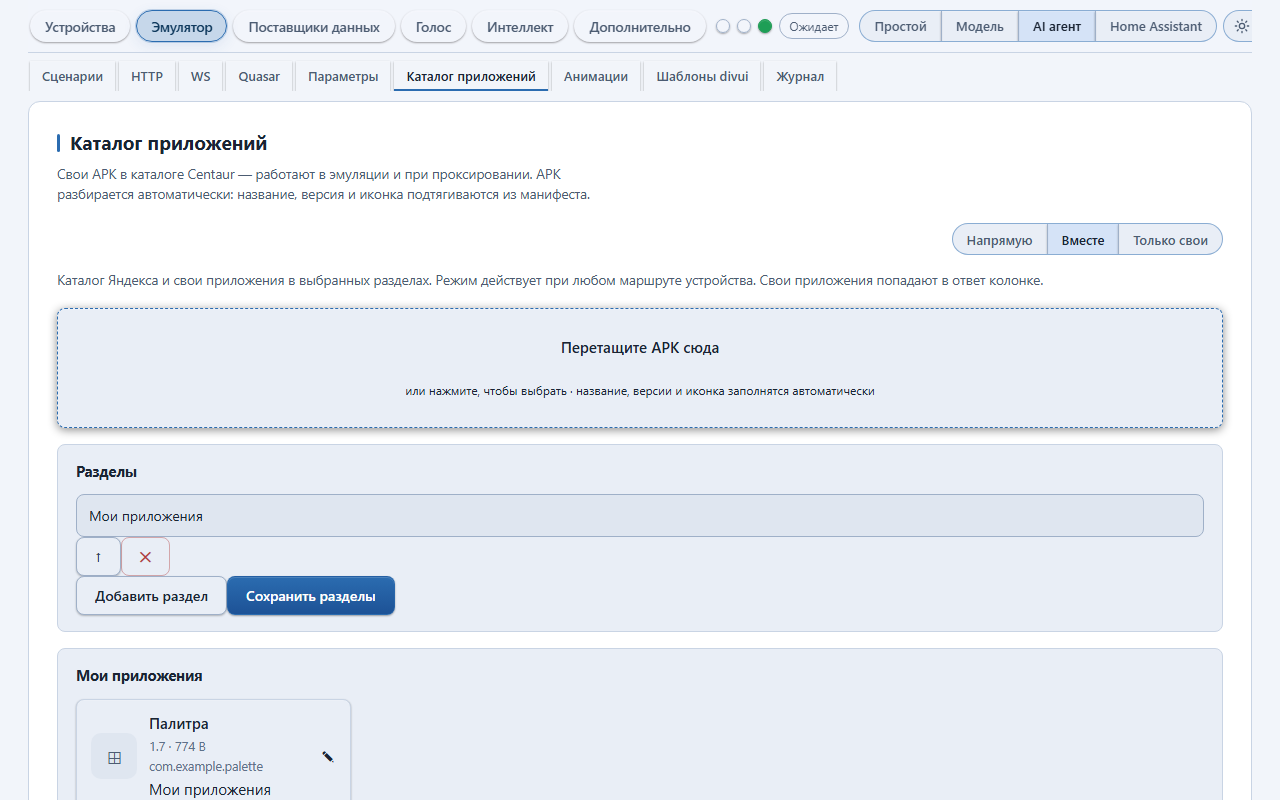 Устройства Эмулятор Поставщики данных Голос Интеллект Дополнительно Ожидает Простой Модель AI агент Home Assistant
Сценарии HTTP WS Quasar Параметры Каталог приложений Анимации Шаблоны divui Журнал
Каталог приложений
Свои APK в каталоге Centaur — работают в эмуляции и при проксировании. APK
разбирается автоматически: название, версия и иконка подтягиваются из манифеста.
Напрямую Вместе Только свои
Каталог Яндекса и свои приложения в выбранных разделах. Режим действует при любом маршруте устройства. Свои приложения попадают в ответ колонке.
Перетащите APK сюда
или нажмите, чтобы выбрать · название, версии и иконка заполнятся автоматически
Разделы
Мои приложения
↑ ✕
Добавить раздел Сохранить разделы
Мои приложения
Палитра
1.7 · 774 B
com.example.palette
Мои приложения